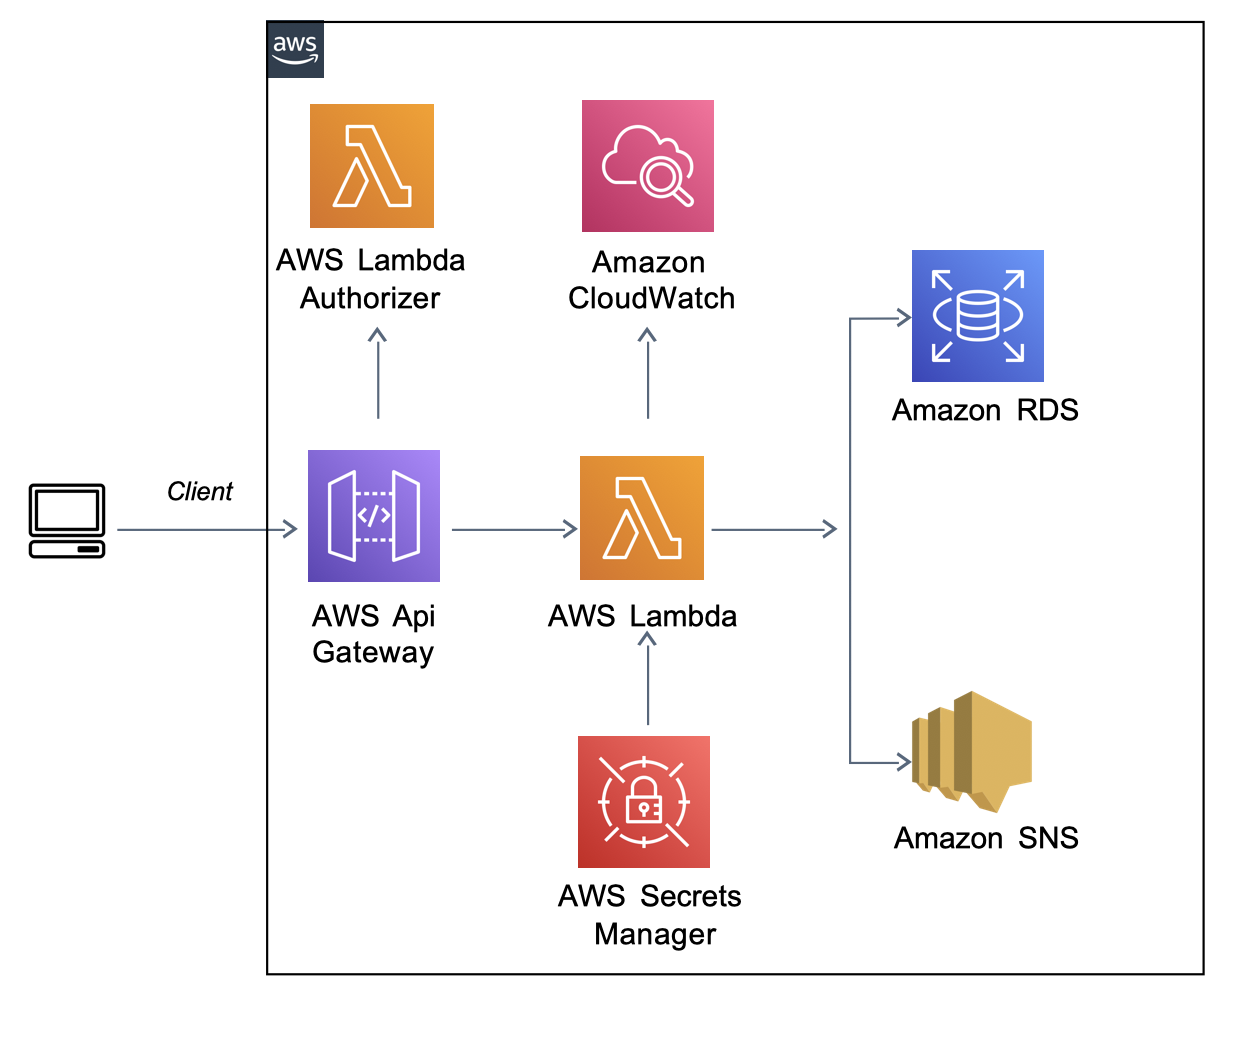 aws
AWS Lambda
Authorizer
Amazon
CloudWatch
Amazon RDS
Client
</>
AWS Api
Gateway
AWS Lambda
Amazon SNS
AWS Secrets
Manager